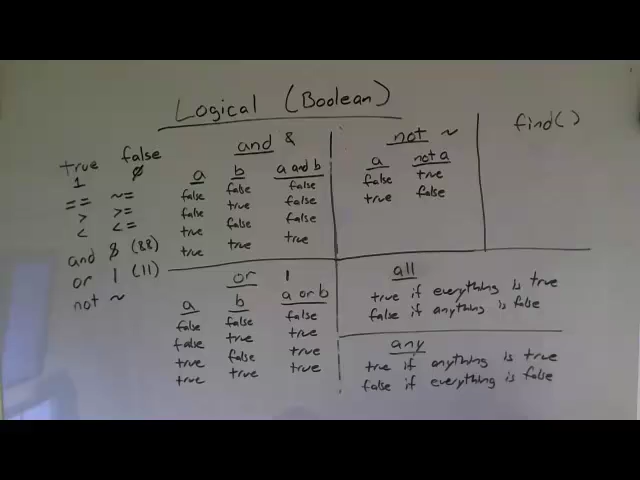 Logical (Boolean)
true false
1 0
== ~=
> >=
< <=
and & (&&)
or | (||)
not ~
and &
a b a and b
false false false
false true false
true false false
true true true
or |
a b a or b
false false false
false true true
true false true
true true true
not ~
a not a
false true
true false
find()
all
true if everything is true
false if anything is false
any
true if anything is true
false if everything is false